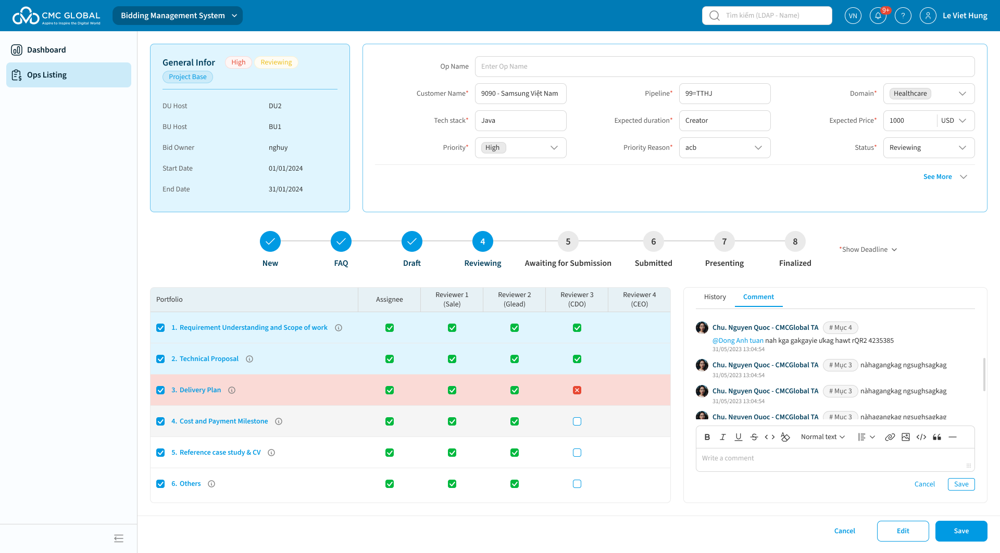 CMC GLOBAL
Aspire to Inspire the Digital World
Bidding Management System
Tìm kiếm (LDAP - Name)
VN
9+
?
Le Viet Hung
Dashboard
Ops Listing
General Infor
High
Reviewing
Project Base
DU Host DU2
BU Host BU1
Bid Owner nghuy
Start Date 01/01/2024
End Date 31/01/2024
Op Name Enter Op Name
Customer Name* 9090 - Samsung Việt Nam Pipeline* 99=TTHJ Domain* Healthcare
Tech stack* Java Expected duration* Creator Expected Price* 1000 USD
Priority* High Priority Reason* acb Status* Reviewing
See More
4 5 6 7 8
New FAQ Draft Reviewing Awaiting for Submission Submitted Presenting Finalized
*Show Deadline
Portfolio Assignee Reviewer 1 (Sale) Reviewer 2 (Glead) Reviewer 3 (CDO) Reviewer 4 (CEO)
1. Requirement Understanding and Scope of work
2. Technical Proposal
3. Delivery Plan
4. Cost and Payment Milestone
5. Reference case study & CV
6. Others
History Comment
Chu. Nguyen Quoc - CMCGlobal TA # Mục 4
@Dong Anh tuan nah kga gakgayie ưkag hawt rQR2 4235385
31/05/2023 13:04:54
Chu. Nguyen Quoc - CMCGlobal TA # Mục 3 nàhagangkag ngsughsagkag
31/05/2023 13:04:54
Chu. Nguyen Quoc - CMCGlobal TA # Mục 3 nàhagangkag ngsughsagkag
31/05/2023 13:04:54
Chu. Nguyen Quoc - CMCGlobal TA # Mục 3 nàhagangkag ngsughsagkag
B I U S Normal text
Write a comment
Cancel Save
Cancel Edit Save